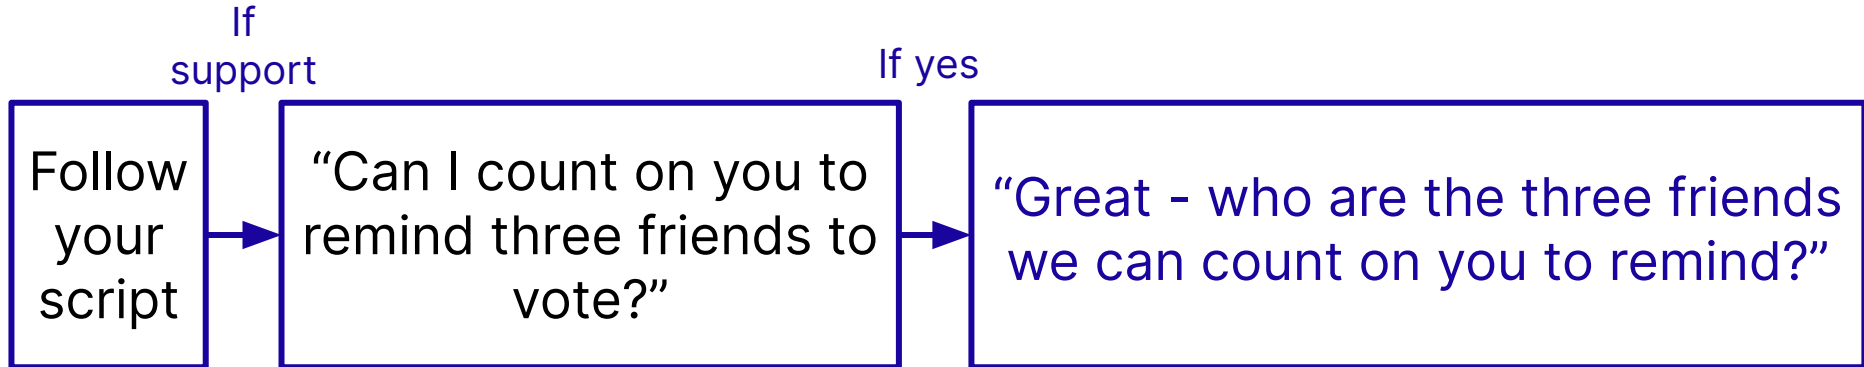 If
support
If yes
Follow
your
script
“Can I count on you to
remind three friends to
vote?”
“Great - who are the three friends
we can count on you to remind?”